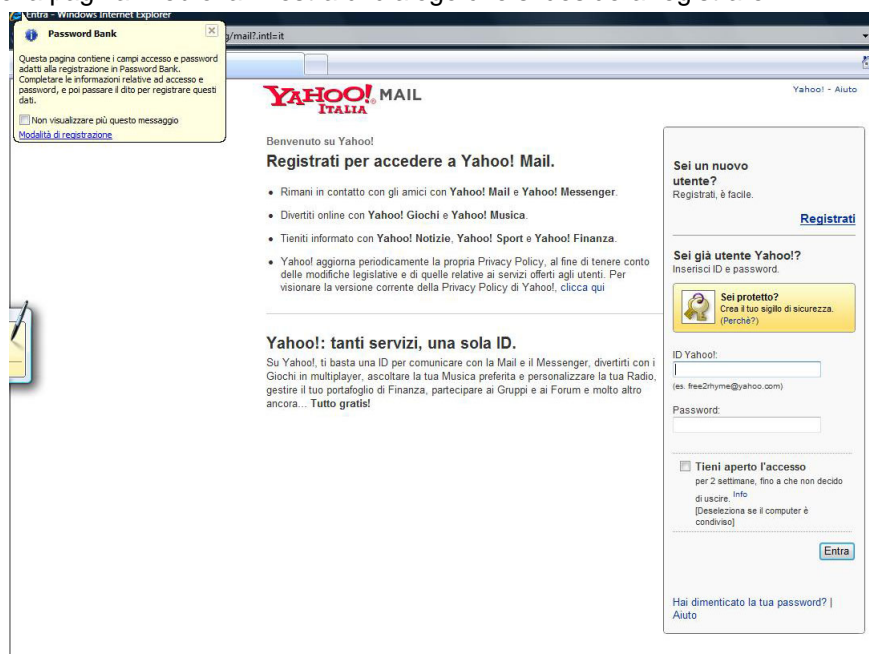 Entra - Windows Internet Explorer
Password Bank
Questa pagina contiene i campi accesso e password
adatti alla registrazione in Password Bank.
Completare le informazioni relative ad accesso e
password, e poi passare il dito per registrare questi
dati.
Non visualizzare più questo messaggio
Modalità di registrazione
g/mail?.intl=it
YAHOO! MAIL
ITALIA
Yahoo! - Aiuto
Benvenuto su Yahoo!
Registrati per accedere a Yahoo! Mail.
• Rimani in contatto con gli amici con Yahoo! Mail e Yahoo! Messenger.
• Divertiti online con Yahoo! Giochi e Yahoo! Musica.
• Tieniti informato con Yahoo! Notizie, Yahoo! Sport e Yahoo! Finanza.
• Yahoo! aggiorna periodicamente la propria Privacy Policy, al fine di tenere conto
delle modifiche legislative e di quelle relative ai servizi offerti agli utenti. Per
visionare la versione corrente della Privacy Policy di Yahoo!, clicca qui
Yahoo!: tanti servizi, una sola ID.
Su Yahoo!, ti basta una ID per comunicare con la Mail e il Messenger, divertirti con i
Giochi in multiplayer, ascoltare la tua Musica preferita e personalizzare la tua Radio,
gestire il tuo portafoglio di Finanza, partecipare ai Gruppi e ai Forum e molto altro
ancora... Tutto gratis!
Sei un nuovo
utente?
Registrati, è facile.
Registrati
Sei già utente Yahoo!?
Inserisci ID e password.
Sei protetto?
Crea il tuo sigillo di sicurezza.
(Perchè?)
ID Yahoo!:
(es. free2rhyme@yahoo.com)
Password:
Tieni aperto l'accesso
per 2 settimane, fino a che non decido
di uscire. Info
[Deseleziona se il computer è
condiviso]
Entra
Hai dimenticato la tua password? |
Aiuto